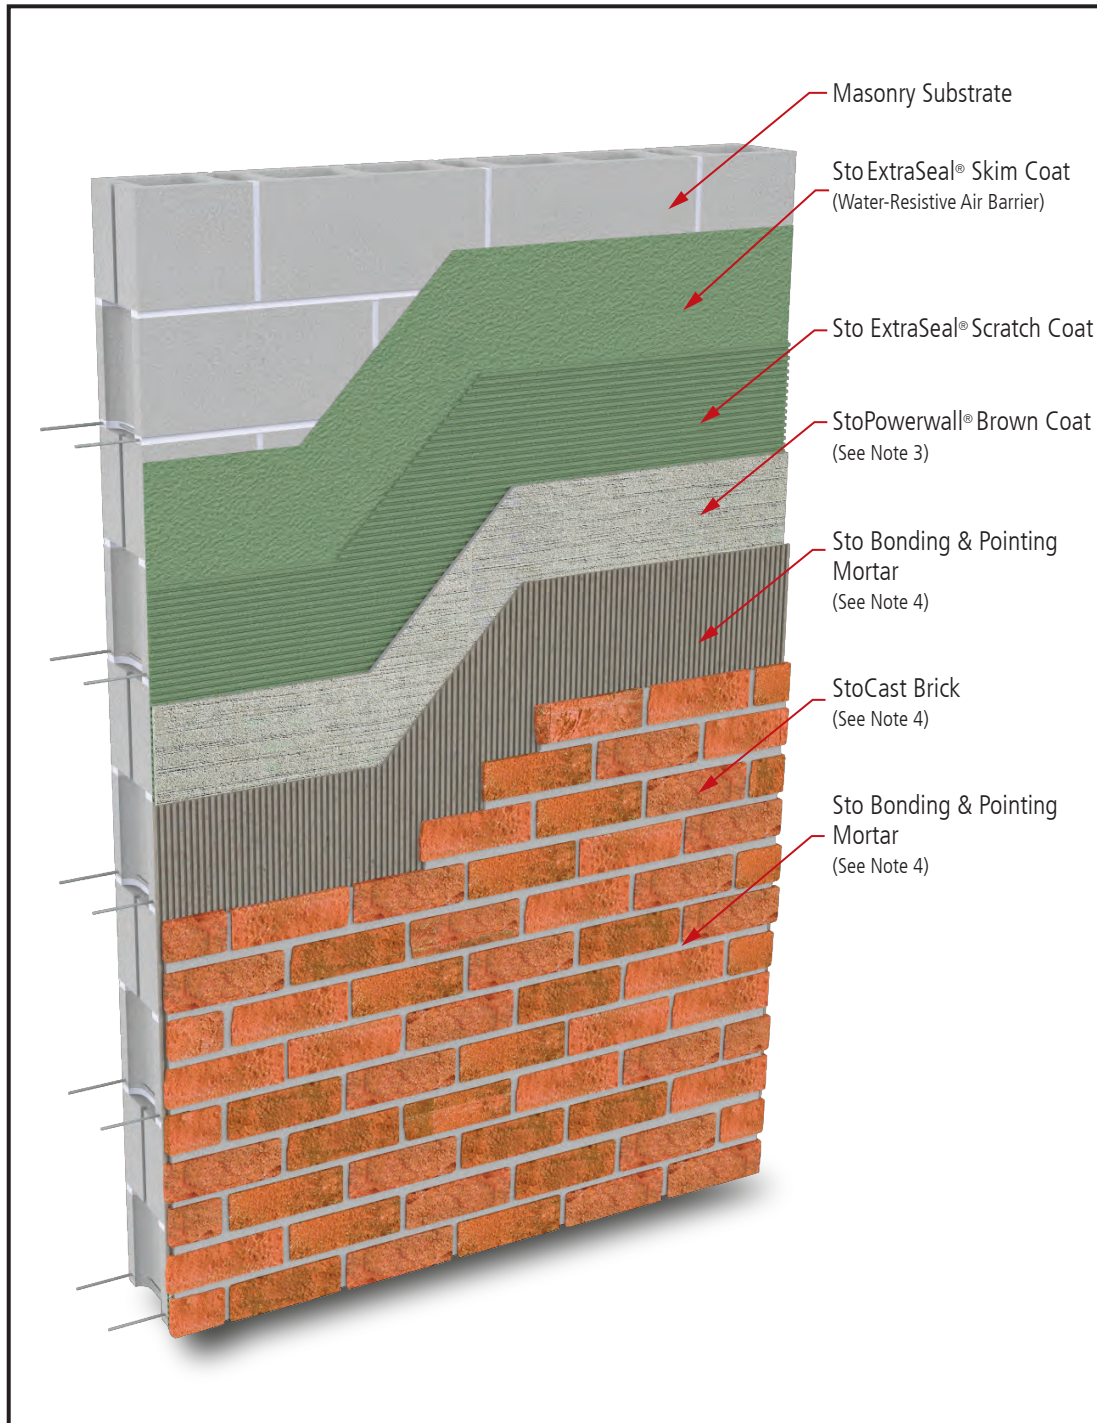 Masonry Substrate
Sto ExtraSeal® Skim Coat
(Water-Resistive Air Barrier)
Sto ExtraSeal® Scratch Coat
StoPowerwall® Brown Coat
(See Note 3)
Sto Bonding & Pointing
Mortar
(See Note 4)
StoCast Brick
(See Note 4)
Sto Bonding & Pointing
Mortar
(See Note 4)